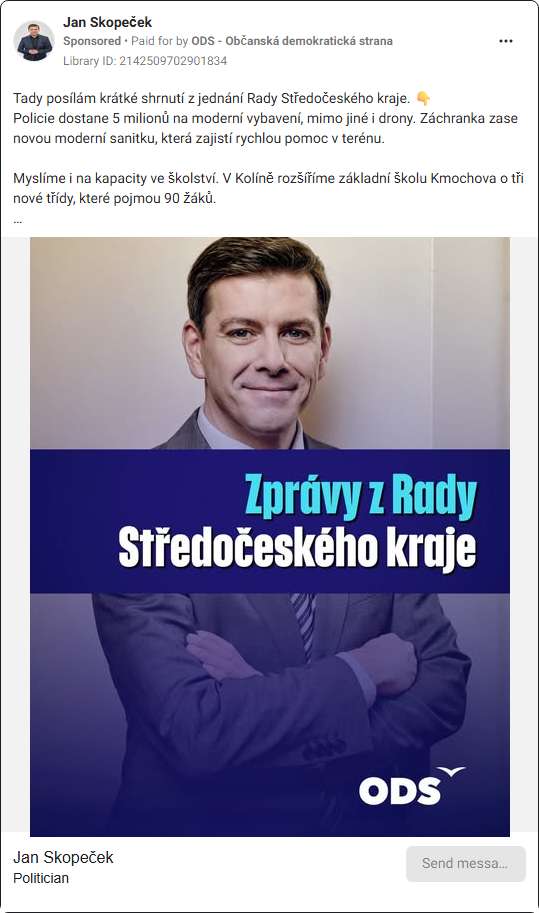 Jan Skopeček
Sponsored • Paid for by ODS - Občanská demokratická strana
Library ID: 2142509702901834
Tady posílám krátké shrnutí z jednání Rady Středočeského kraje. 👇
Policie dostane 5 milionů na moderní vybavení, mimo jiné i drony. Záchranka zase
novou moderní sanitku, která zajistí rychlou pomoc v terénu.
Myslíme i na kapacity ve školství. V Kolíně rozšíříme základní školu Kmochova o tři
nové třídy, které pojmou 90 žáků.
...
Zprávy z Rady
Středočeského kraje
ODS
Jan Skopeček
Politician
Send messa...